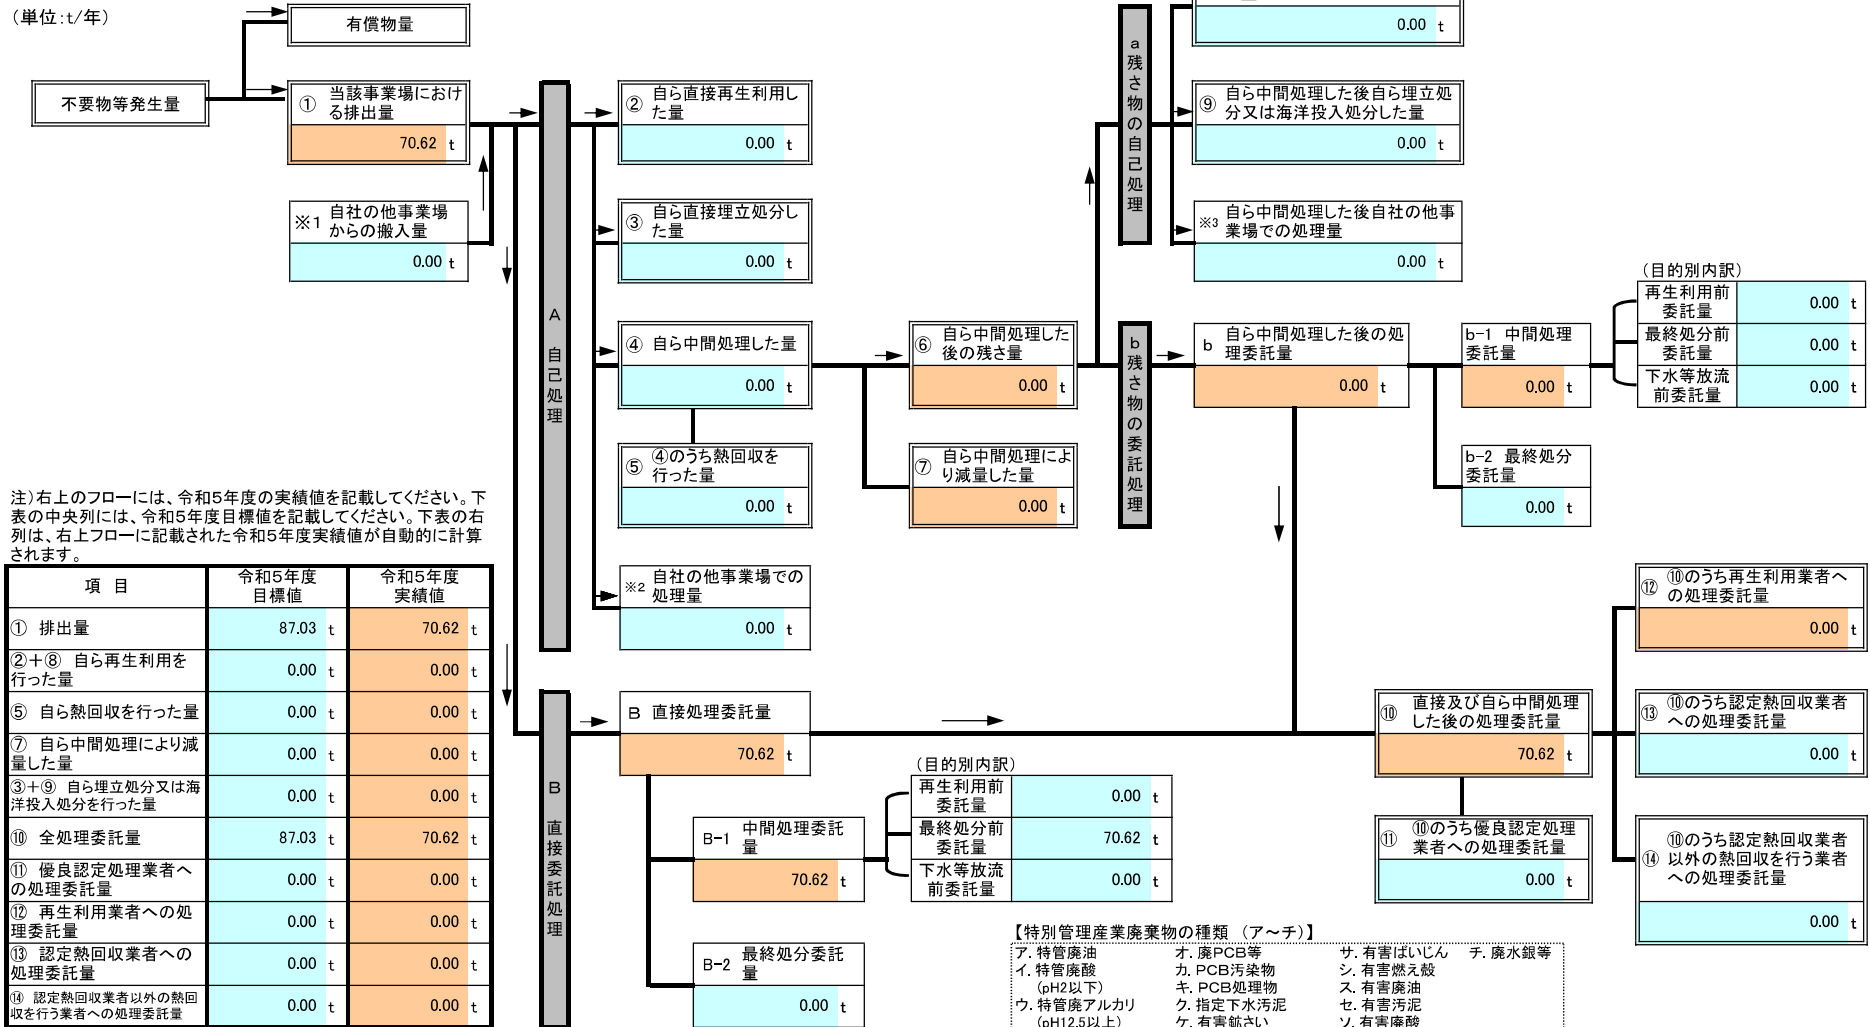 (単位:t/年)
有償物量
不要物等発生量
① 当該事業場におけ
る排出量
70.62 t
※1 自社の他事業場
からの搬入量
0.00 t
A 自己処理
② 自ら直接再生利用し
た量
0.00 t
③ 自ら直接埋立処分し
た量
0.00 t
④ 自ら中間処理した量
0.00 t
⑤ ④のうち熱回収を
行った量
0.00 t
※2 自社の他事業場での
処理量
0.00 t
⑥ 自ら中間処理した
後の残さ量
0.00 t
⑦ 自ら中間処理によ
り減量した量
0.00 t
a 残さ物の自己処理
0.00 t
⑨ 自ら中間処理した後自ら埋立処
分又は海洋投入処分した量
0.00 t
※3 自ら中間処理した後自社の他事
業場での処理量
0.00 t
b 残さ物の委託処理
b 自ら中間処理した後の処
理委託量
0.00 t
b-1 中間処理
委託量
0.00 t
(目的別内訳)
再生利用前
委託量
0.00 t
最終処分前
委託量
0.00 t
下水等放流
前委託量
0.00 t
b-2 最終処分
委託量
0.00 t
注)右上のフローには、令和5年度の実績値を記載してください。下
表の中央列には、令和5年度目標値を記載してください。下表の右
列は、右上フローに記載された令和5年度実績値が自動的に計算
されます。
項 目 令和5年度
目標値 令和5年度
実績値
① 排出量 87.03 t 70.62 t
②+⑧ 自ら再生利用を
行った量 0.00 t 0.00 t
⑤ 自ら熱回収を行った量 0.00 t 0.00 t
⑦ 自ら中間処理により減
量した量 0.00 t 0.00 t
③+⑨ 自ら埋立処分又は海
洋投入処分を行った量 0.00 t 0.00 t
⑩ 全処理委託量 87.03 t 70.62 t
⑪ 優良認定処理業者へ
の処理委託量 0.00 t 0.00 t
⑫ 再生利用業者への処
理委託量 0.00 t 0.00 t
⑬ 認定熱回収業者への
処理委託量 0.00 t 0.00 t
⑭ 認定熱回収業者以外の熱回
収を行う業者への処理委託量 0.00 t 0.00 t
B 直接委託処理
B 直接処理委託量
70.62 t
B-1 中間処理委託
量
70.62 t
(目的別内訳)
再生利用前
委託量
0.00 t
最終処分前
委託量
70.62 t
下水等放流
前委託量
0.00 t
B-2 最終処分委託
量
0.00 t
⑩ 直接及び自ら中間処理
した後の処理委託量
70.62 t
⑪ ⑩のうち優良認定処理
業者への処理委託量
0.00 t
⑫ ⑩のうち再生利用業者へ
の処理委託量
0.00 t
⑬ ⑩のうち認定熱回収業者
への処理委託量
0.00 t
⑭ ⑩のうち認定熱回収業者
以外の熱回収を行う業者
への処理委託量
0.00 t
【特別管理産業廃棄物の種類 (ア~チ)】
ア. 特管廃油 オ. 廃PCB等 サ. 有害ばいじん チ. 廃水銀等
イ. 特管廃酸 カ. PCB汚染物 シ. 有害燃え殻
(pH2以下) キ. PCB処理物 ス. 有害廃油
ウ. 特管廃アルカリ ク. 指定下水汚泥 セ. 有害汚泥
(pH12.5以上) ケ. 有害鉱さい ソ. 有害廃酸